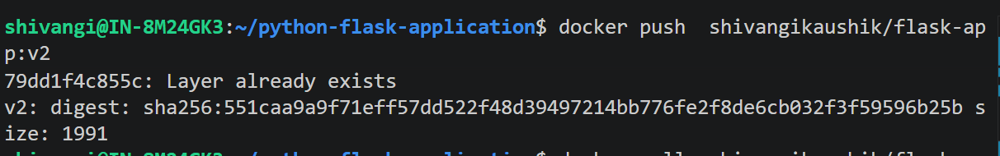 shivangi@IN-8M24GK3:~/python-flask-application$ docker push  shivangikaushik/flask-ap
p:v2
79dd1f4c855c: Layer already exists
v2: digest: sha256:551caa9a9f71eff57dd522f48d39497214bb776fe2f8de6cb032f3f59596b25b s
ize: 1991